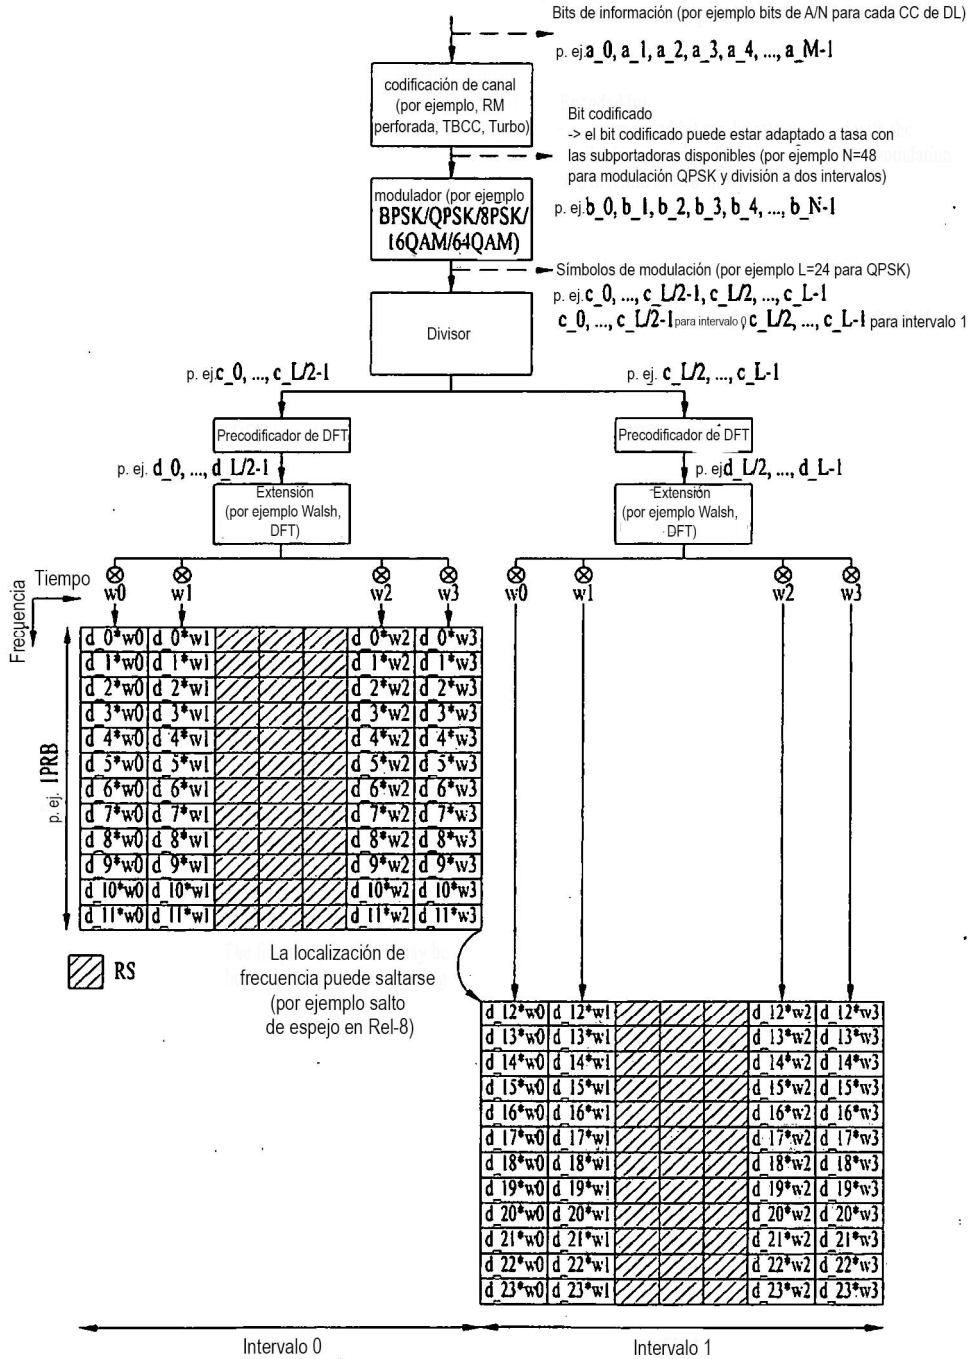 Bits de información (por ejemplo bits de A/N para cada CC de DL)
p. ej. a_0, a_1, a_2, a_3, a_4, ..., a_M-1
codificación de canal
(por ejemplo, RM
perforada, TBCC, Turbo)
Bit codificado
-> el bit codificado puede estar adaptado a tasa con
las subportadoras disponibles (por ejemplo N=48
para modulación QPSK y división a dos intervalos)
p. ej. b_0, b_1, b_2, b_3, b_4, ..., b_N-1
modulador (por ejemplo
BPSK/QPSK/8PSK/
16QAM/64QAM)
Símbolos de modulación (por ejemplo L=24 para QPSK)
p. ej. c_0, ..., c_L/2-1, c_L/2, ..., c_L-1
c_0, ..., c_L/2-1 para intervalo 0, c_L/2, ..., c_L-1 para intervalo 1
Divisor
p. ej. c_0, ..., c_L/2-1
p. ej. c_L/2, ..., c_L-1
Precodificador de DFT
Precodificador de DFT
p. ej. d_0, ..., d_L/2-1
p. ej d_L/2, ..., d_L-1
Extensión
(por ejemplo Walsh,
DFT)
Extensión
(por ejemplo Walsh,
DFT)
Tiempo
Frecuencia
w0 w1 w2 w3 w0 w1 w2 w3
d_0*w0 d_0*w1 d_0*w2 d_0*w3
d_1*w0 d_1*w1 d_1*w2 d_1*w3
d_2*w0 d_2*w1 d_2*w2 d_2*w3
d_3*w0 d_3*w1 d_3*w2 d_3*w3
d_4*w0 d_4*w1 d_4*w2 d_4*w3
d_5*w0 d_5*w1 d_5*w2 d_5*w3
d_6*w0 d_6*w1 d_6*w2 d_6*w3
d_7*w0 d_7*w1 d_7*w2 d_7*w3
d_8*w0 d_8*w1 d_8*w2 d_8*w3
d_9*w0 d_9*w1 d_9*w2 d_9*w3
d_10*w0 d_10*w1 d_10*w2 d_10*w3
d_11*w0 d_11*w1 d_11*w2 d_11*w3
p. ej. 1PRB
RS
La localización de
frecuencia puede saltarse
(por ejemplo salto
de espejo en Rel-8)
d_12*w0 d_12*w1 d_12*w2 d_12*w3
d_13*w0 d_13*w1 d_13*w2 d_13*w3
d_14*w0 d_14*w1 d_14*w2 d_14*w3
d_15*w0 d_15*w1 d_15*w2 d_15*w3
d_16*w0 d_16*w1 d_16*w2 d_16*w3
d_17*w0 d_17*w1 d_17*w2 d_17*w3
d_18*w0 d_18*w1 d_18*w2 d_18*w3
d_19*w0 d_19*w1 d_19*w2 d_19*w3
d_20*w0 d_20*w1 d_20*w2 d_20*w3
d_21*w0 d_21*w1 d_21*w2 d_21*w3
d_22*w0 d_22*w1 d_22*w2 d_22*w3
d_23*w0 d_23*w1 d_23*w2 d_23*w3
Intervalo 0
Intervalo 1